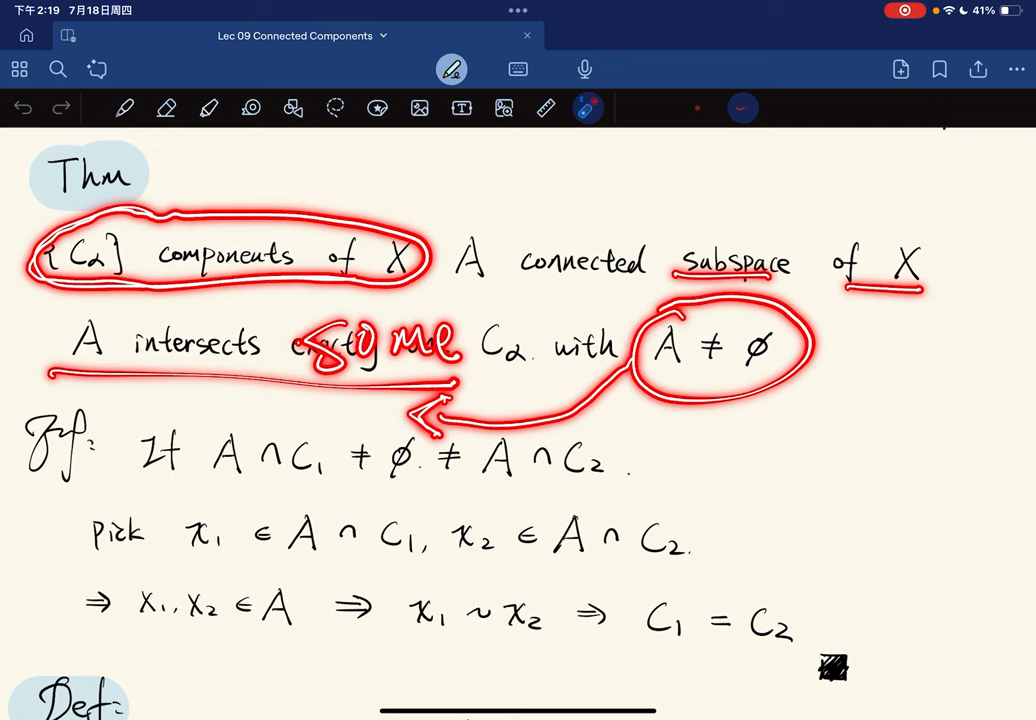 下午2:19 7月18日周四
41%
Lec 09 Connected Components
Thm
{Cα} components of X A connected subspace of X
A intersects some Cα. with A ≠ ∅
Pf: If A ∩ C₁ ≠ ∅. ≠ A ∩ C₂.
pick x₁ ∈ A ∩ C₁, x₂ ∈ A ∩ C₂.
⇒ x₁, x₂ ∈ A ⇒ x₁ ~ x₂ ⇒ C₁ = C₂
Def: